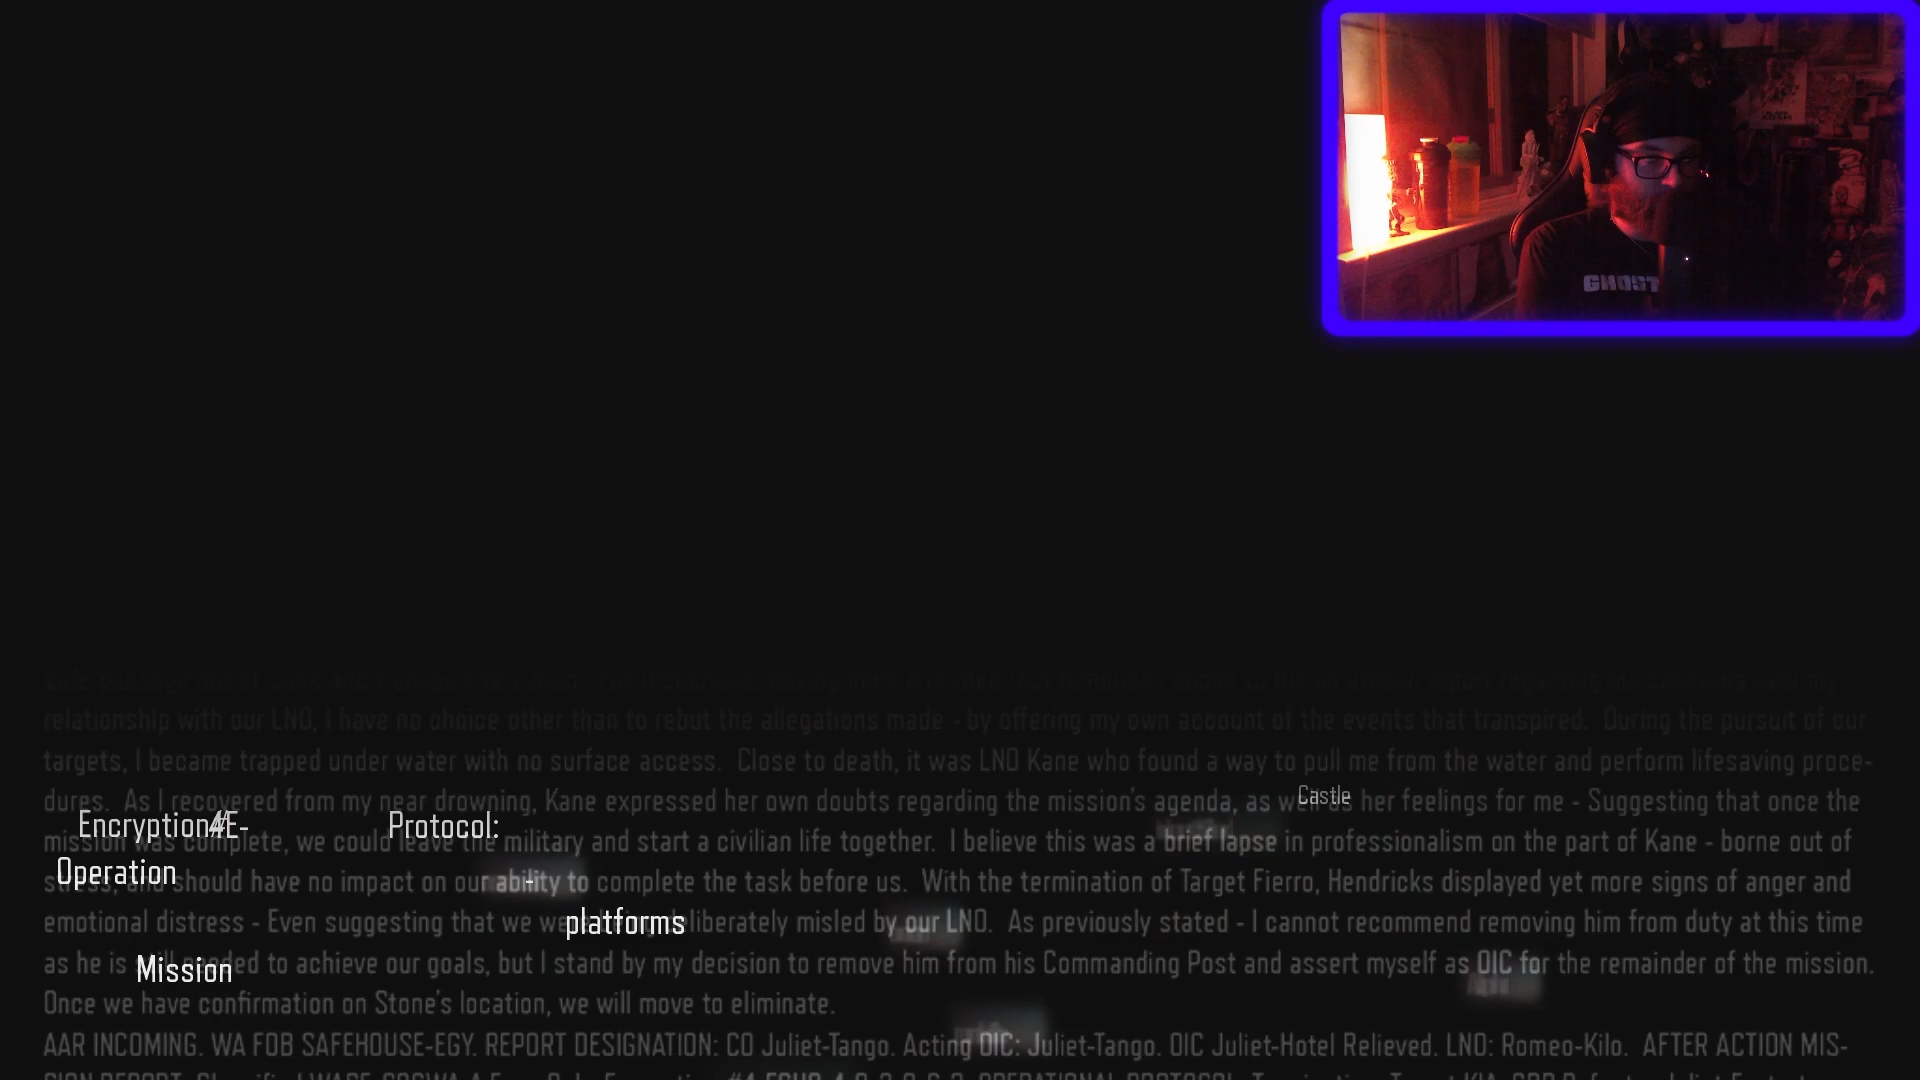 GHOST
relationship with our LNO, I have no choice other than to rebut the allegations made - by offering my own account of the events that transpired. During the pursuit of our
targets, I became trapped under water with no surface access. Close to death, it was LNO Kane who found a way to pull me from the water and perform lifesaving proce-
Castle
dures. As I recovered from my near drowning, Kane expressed her own doubts regarding the mission's agenda, as her feelings for me - Suggesting that once the
Encryption #E- Protocol:
mission was complete, we could leave the military and start a civilian life together. I believe this was a brief lapse in professionalism on the part of Kane - borne out of
Operation
stress, and should have no impact on our ability to complete the task before us. With the termination of Target Fierro, Hendricks displayed yet more signs of anger and
-
platforms
emotional distress - Even suggesting that we deliberately misled by our LNO. As previously stated - I cannot recommend removing him from duty at this time
Mission
as he is needed to achieve our goals, but I stand by my decision to remove him from his Commanding Post and assert myself as OIC for the remainder of the mission.
Once we have confirmation on Stone's location, we will move to eliminate.
AAR INCOMING. WA FOB SAFEHOUSE-EGY. REPORT DESIGNATION: CO Juliet-Tango. Acting OIC: Juliet-Tango. OIC Juliet-Hotel Relieved. LNO: Romeo-Kilo. AFTER ACTION MIS-